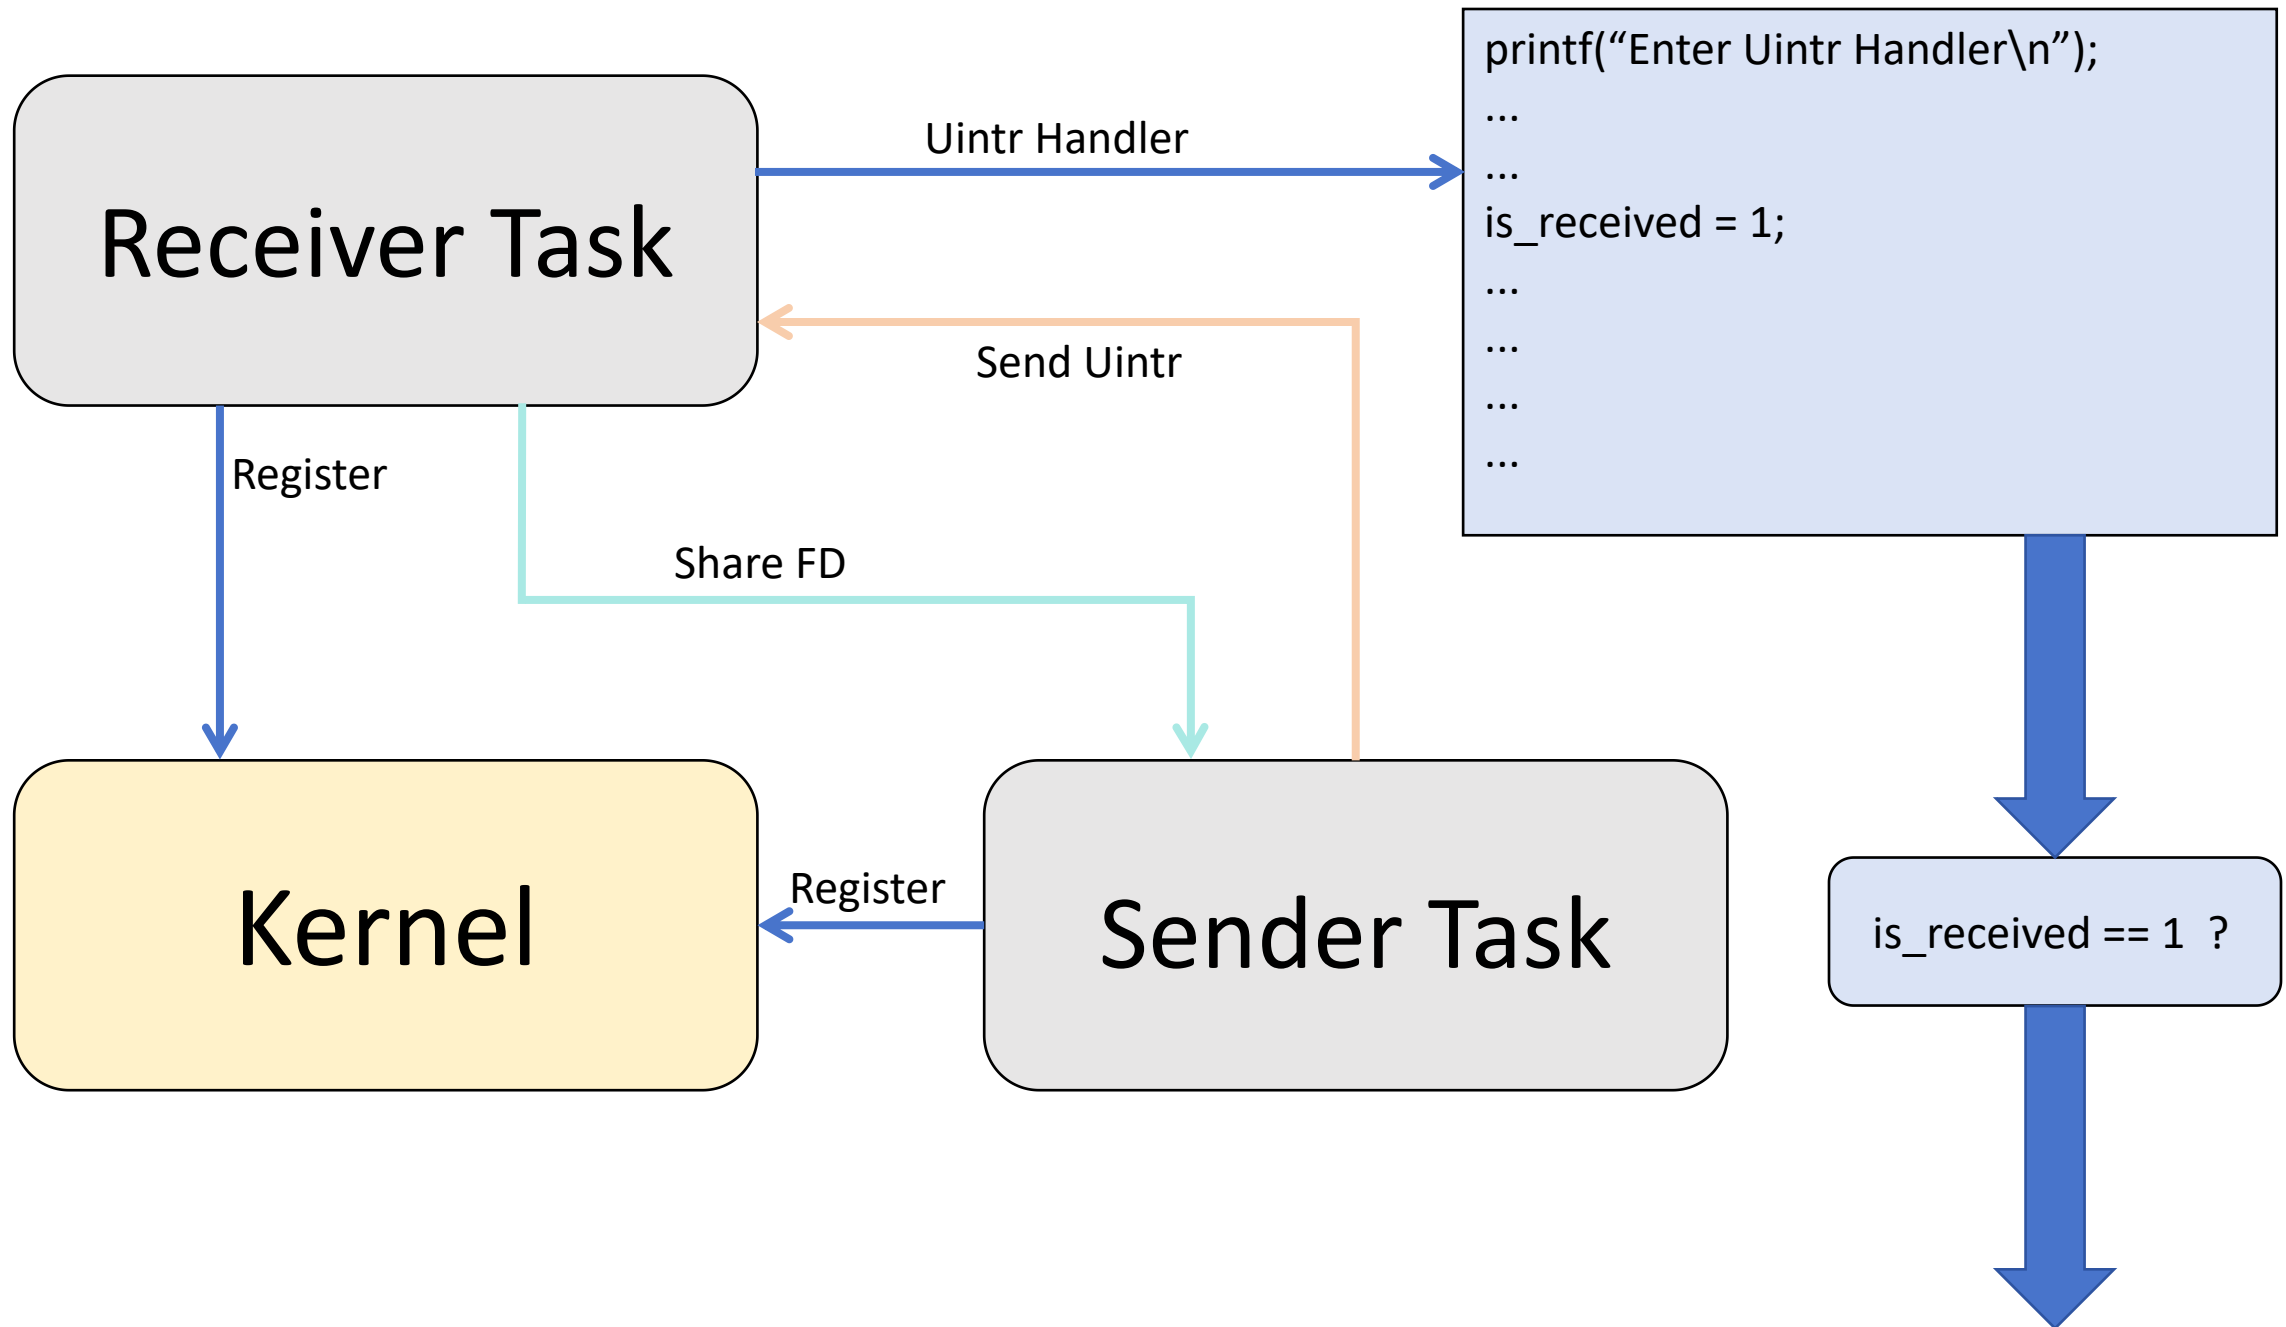 printf(“Enter Uintr Handler\n”);
...
...
is_received = 1;
...
...
...
...
Uintr Handler
Receiver Task
Send Uintr
Register
Share FD
Kernel
Register
Sender Task
is_received == 1 ?